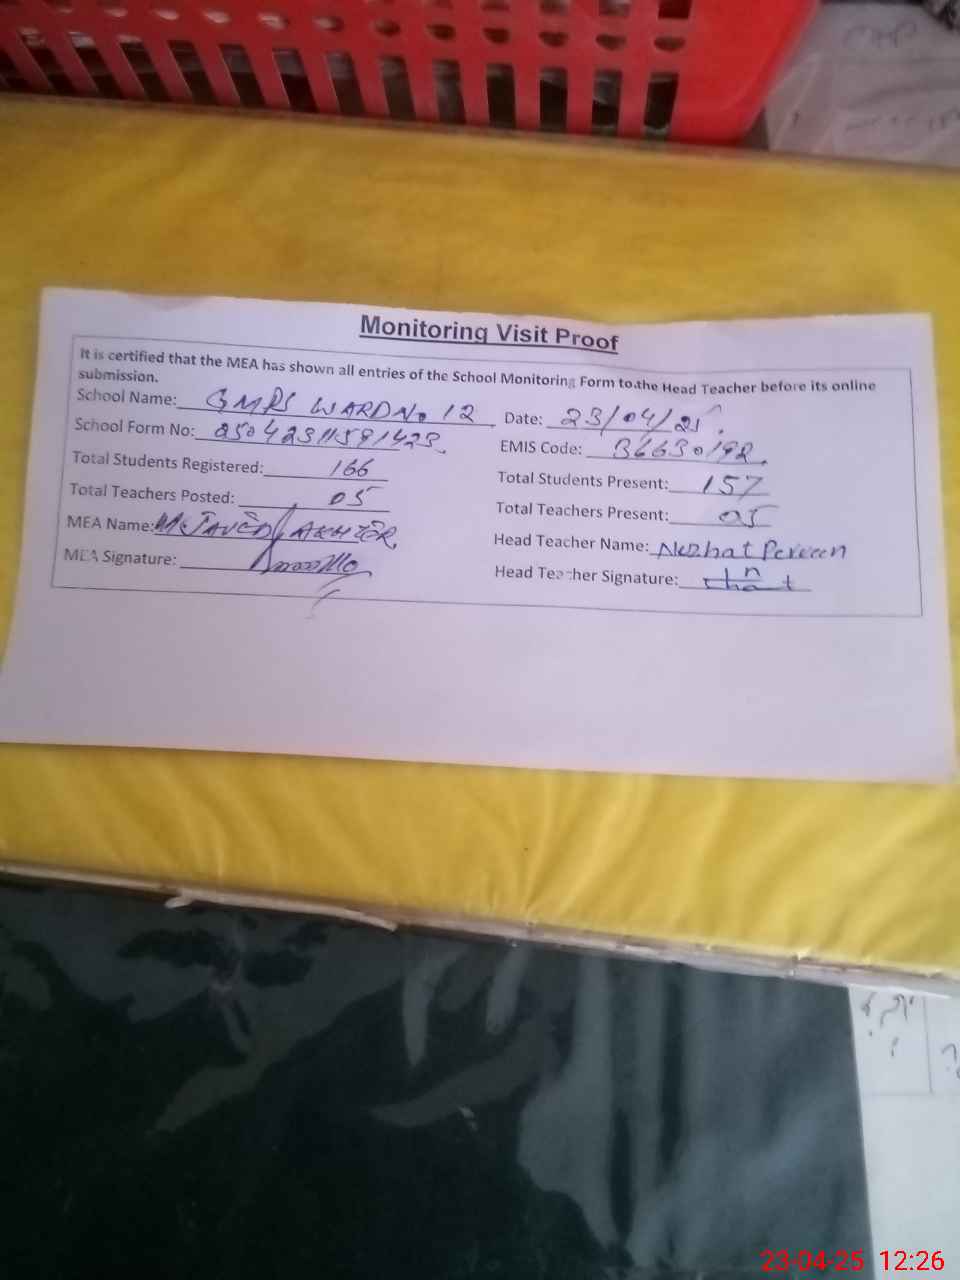 Monitoring Visit Proof
It is certified that the MEA has shown all entries of the School Monitoring Form to the Head Teacher before its online
submission.
School Name: GMPS WARD No. 12 Date: 23/04/25.
School Form No: 25042311591423. EMIS Code: 36630192.
Total Students Registered: 166 Total Students Present: 157
Total Teachers Posted: 05 Total Teachers Present: 05
MEA Name: M. JAVED AKHTER Head Teacher Name: Nuzhat Perveen
MEA Signature: Head Teacher Signature:
23-04-25 12:26